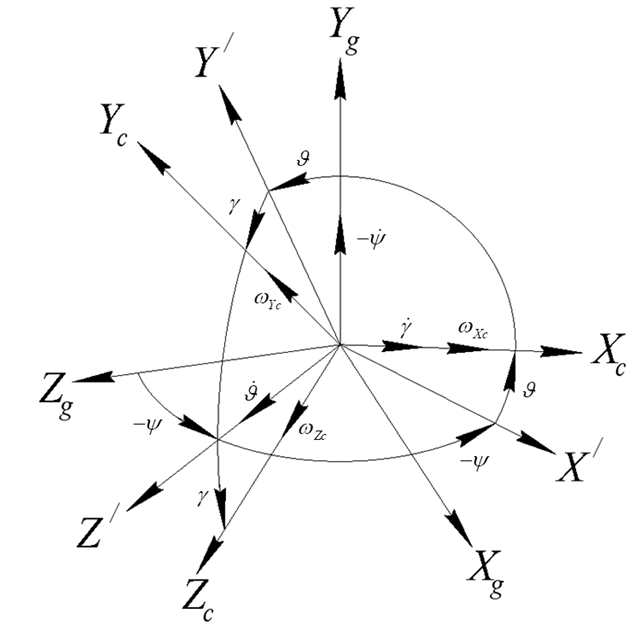 Y_g
Y′
Y_c
ϑ
γ
−ψ̇
ω_Yc
γ̇
ω_Xc
X_c
Z_g
ϑ̇
ϑ
−ψ
ω_Zc
−ψ
X′
γ
Z′
X_g
Z_c